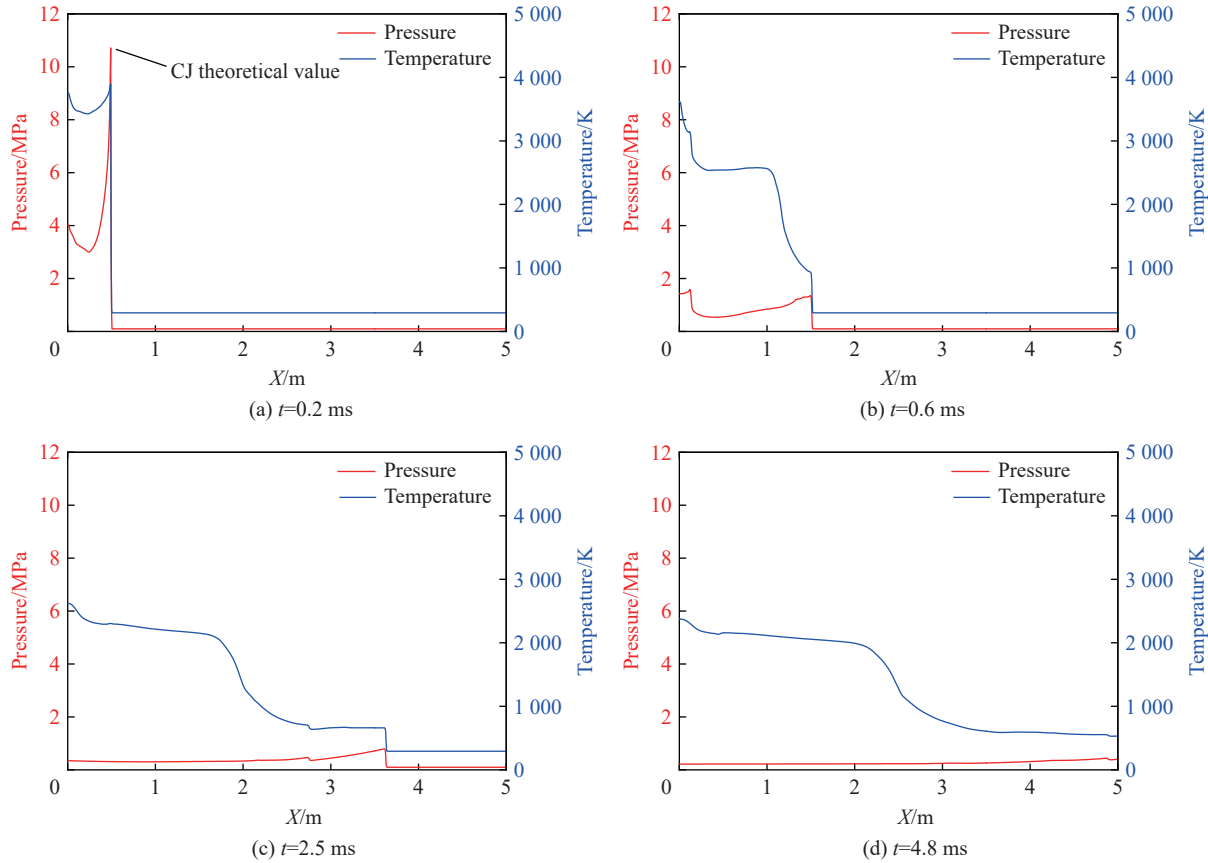 12
10
8
6
4
2
0
Pressure/MPa
Pressure
Temperature
CJ theoretical value
5 000
4 000
3 000
2 000
1 000
0
Temperature/K
1
2
3
4
5
X/m
(a) t=0.2 ms
12
10
8
6
4
2
0
Pressure/MPa
Pressure
Temperature
5 000
4 000
3 000
2 000
1 000
0
Temperature/K
1
2
3
4
5
X/m
(b) t=0.6 ms
12
10
8
6
4
2
0
Pressure/MPa
Pressure
Temperature
5 000
4 000
3 000
2 000
1 000
0
Temperature/K
1
2
3
4
5
X/m
(c) t=2.5 ms
12
10
8
6
4
2
0
Pressure/MPa
Pressure
Temperature
5 000
4 000
3 000
2 000
1 000
0
Temperature/K
1
2
3
4
5
X/m
(d) t=4.8 ms